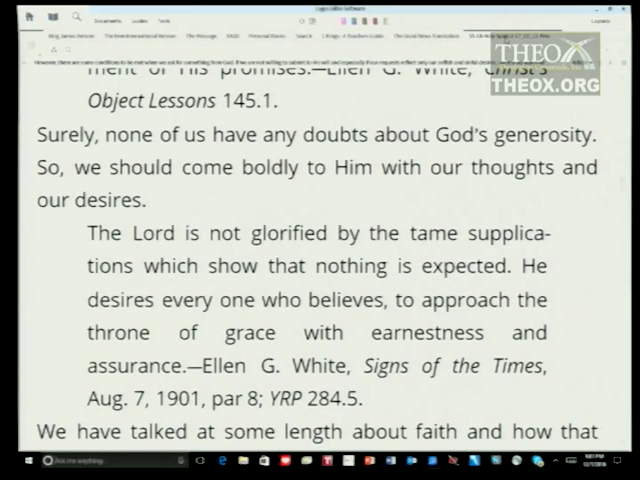 Logos Bible Software
Documents Guides Tools
Layouts
King James Version The New International Version The Message NASB Personal Books Search The Good News Translation
ment of His promises.—Ellen G. White, Christ's
Object Lessons 145.1.
THEOX
THEOX.ORG
Surely, none of us have any doubts about God's generosity.
So, we should come boldly to Him with our thoughts and
our desires.
The Lord is not glorified by the tame supplica-
tions which show that nothing is expected. He
desires every one who believes, to approach the
throne of grace with earnestness and
assurance.—Ellen G. White, Signs of the Times,
Aug. 7, 1901, par 8; YRP 284.5.
We have talked at some length about faith and how that
Ask me anything